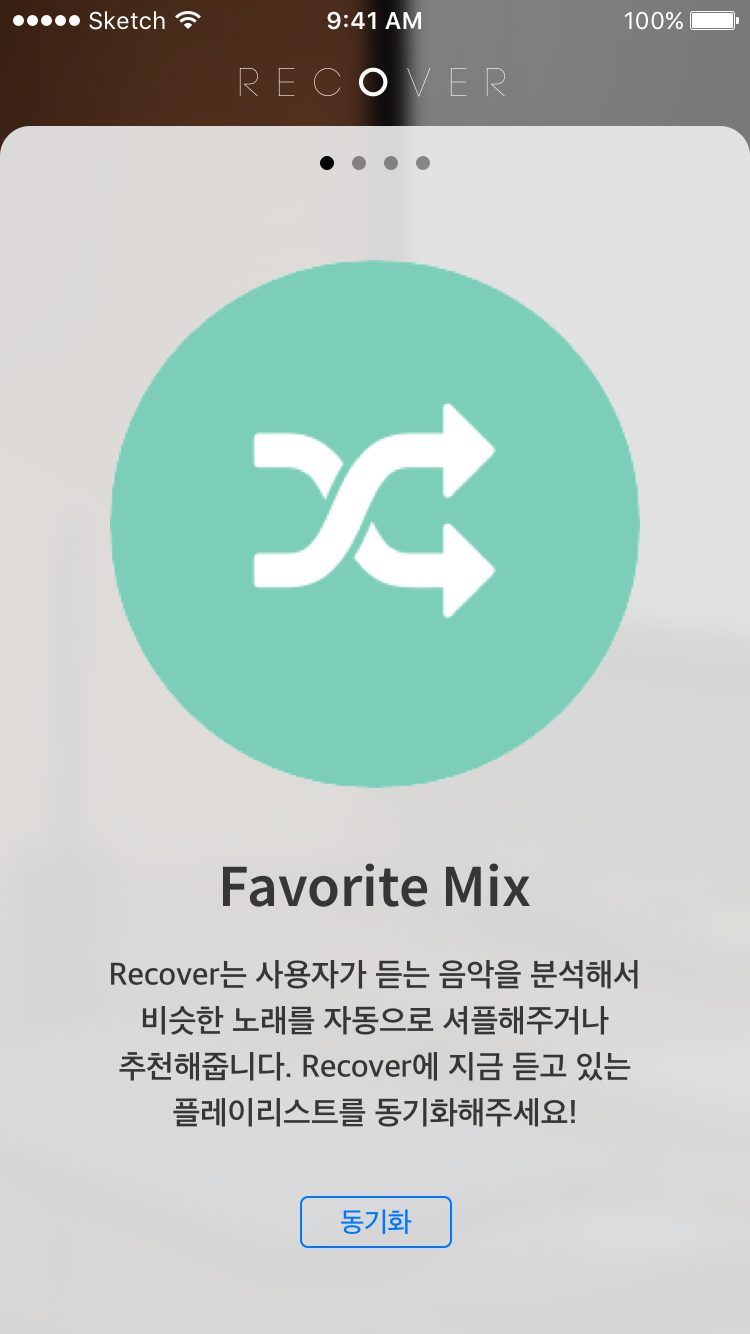 Sketch 9:41 AM 100%
RECOVER
Favorite Mix
Recover는 사용자가 듣는 음악을 분석해서
비슷한 노래를 자동으로 셔플해주거나
추천해줍니다. Recover에 지금 듣고 있는
플레이리스트를 동기화해주세요!
동기화